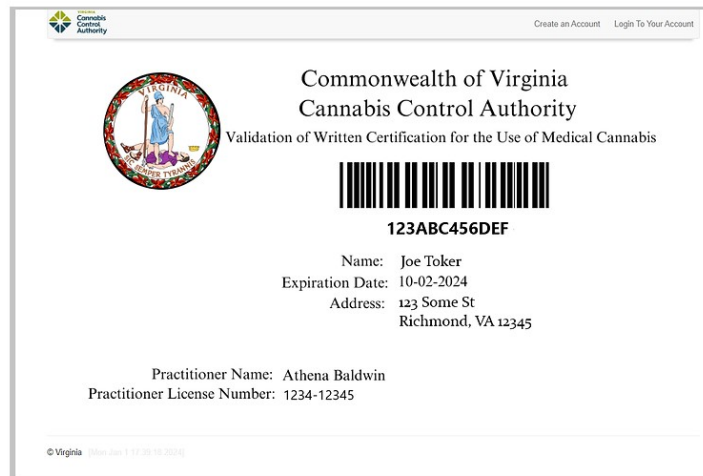 VIRGINIA
Cannabis
Control
Authority
Create an Account Login To Your Account
VIRGINIA
SIC SEMPER TYRANNIS
Commonwealth of Virginia
Cannabis Control Authority
Validation of Written Certification for the Use of Medical Cannabis
123ABC456DEF
Name: Joe Toker
Expiration Date: 10-02-2024
Address: 123 Some St
Richmond, VA 12345
Practitioner Name: Athena Baldwin
Practitioner License Number: 1234-12345
© Virginia